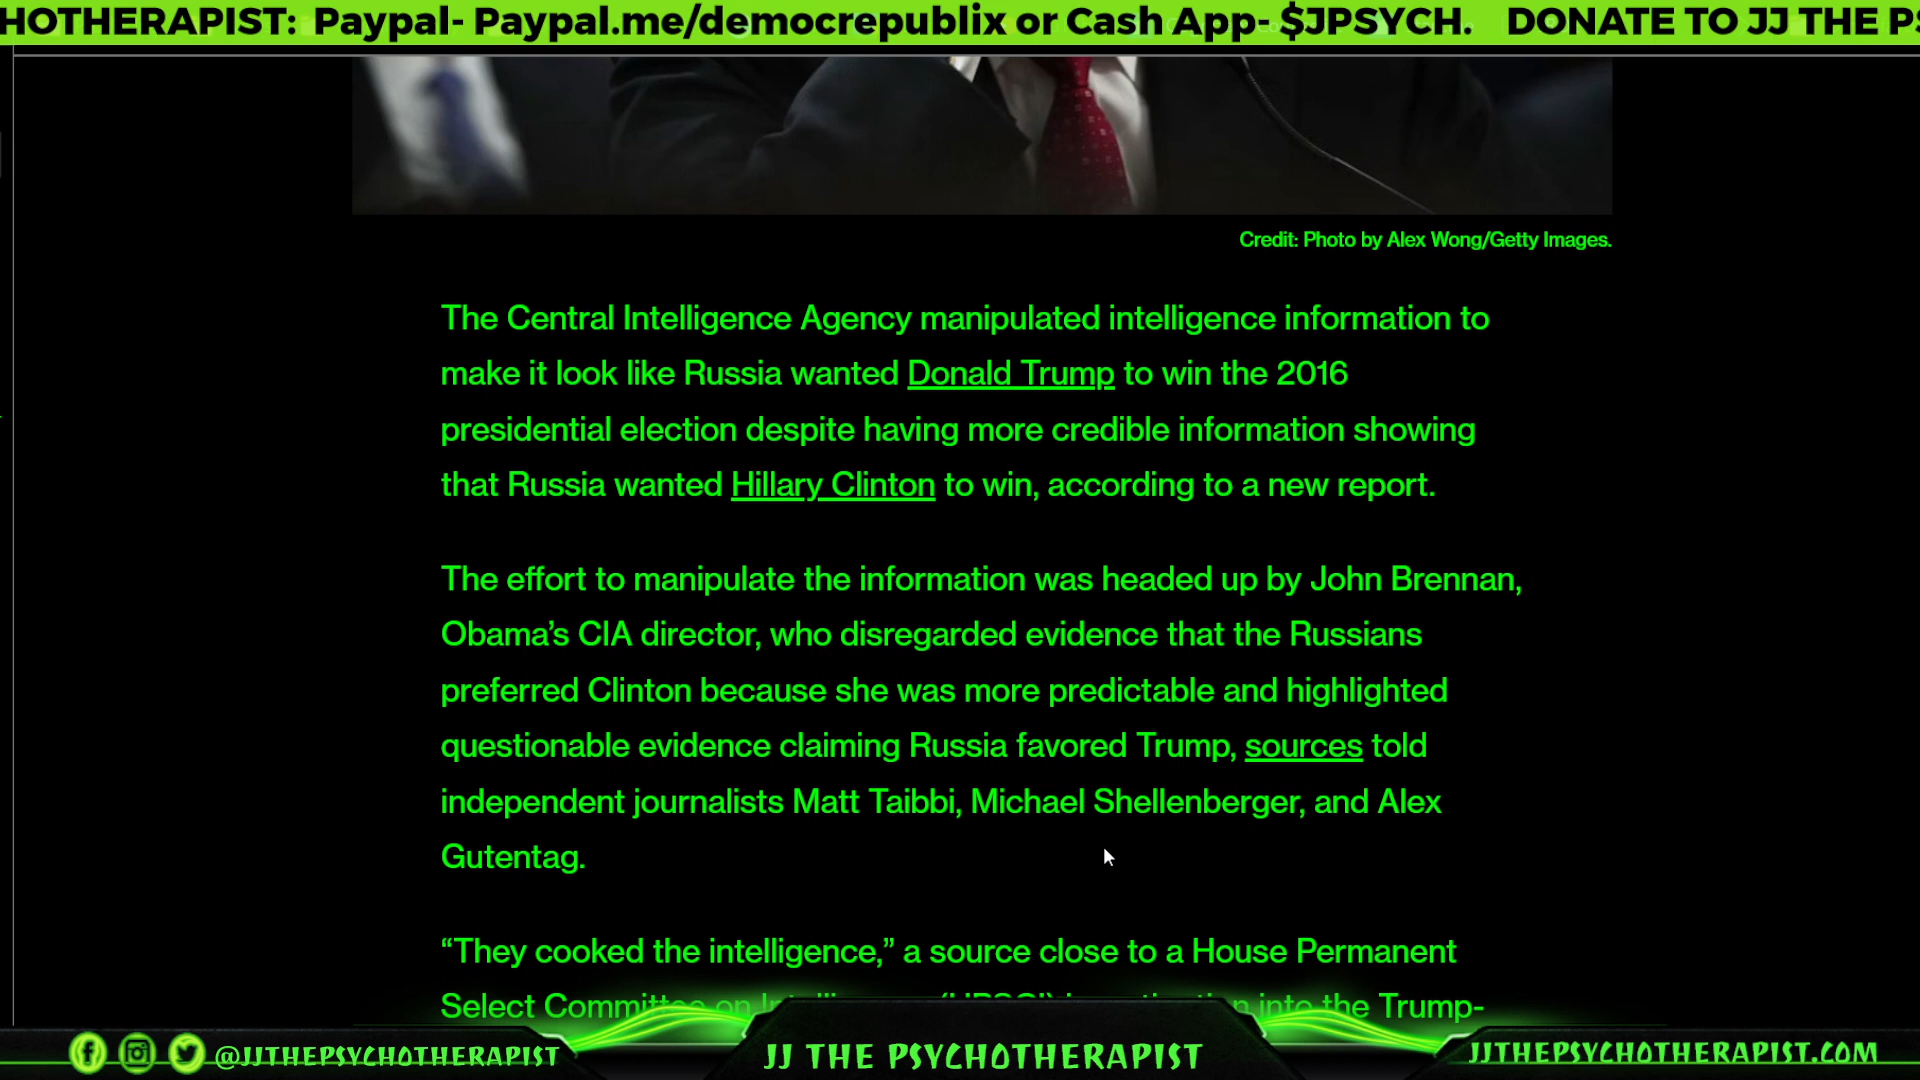 HOTHERAPIST: Paypal- Paypal.me/democrepublix or Cash App- $JPSYCH. DONATE TO JJ THE PS
Credit: Photo by Alex Wong/Getty Images.
The Central Intelligence Agency manipulated intelligence information to
make it look like Russia wanted Donald Trump to win the 2016
presidential election despite having more credible information showing
that Russia wanted Hillary Clinton to win, according to a new report.
The effort to manipulate the information was headed up by John Brennan,
Obama’s CIA director, who disregarded evidence that the Russians
preferred Clinton because she was more predictable and highlighted
questionable evidence claiming Russia favored Trump, sources told
independent journalists Matt Taibbi, Michael Shellenberger, and Alex
Gutentag.
“They cooked the intelligence,” a source close to a House Permanent
Select Committee on into the Trump-
@JJTHEPSYCHOTHERAPIST
JJ THE PSYCHOTHERAPIST
JJTHEPSYCHOTHERAPIST.COM